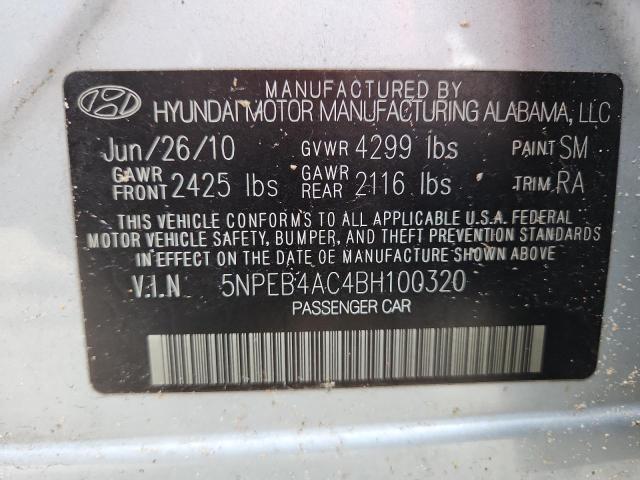 MANUFACTURED BY
HYUNDAI MOTOR MANUFACTURING ALABAMA, LLC
Jun/26/10 GVWR 4299 lbs PAINT SM
GAWR FRONT 2425 lbs GAWR REAR 2116 lbs TRIM RA
THIS VEHICLE CONFORMS TO ALL APPLICABLE U.S.A. FEDERAL
MOTOR VEHICLE SAFETY, BUMPER, AND THEFT PREVENTION STANDARDS
IN EFFECT ON THE DATE OF MANUFACTURE SHOWN ABOVE
V.I.N 5NPEB4AC4BH100320
PASSENGER CAR